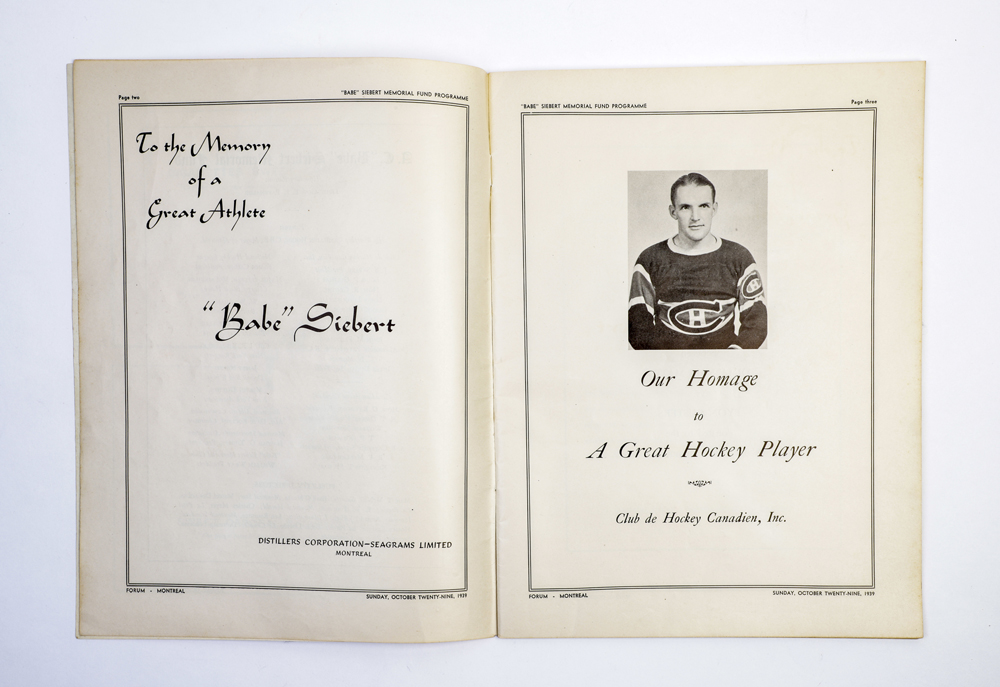 Page two
"BABE" SIEBERT MEMORIAL FUND PROGRAMME
To the Memory
of a
Great Athlete
"Babe" Siebert
DISTILLERS CORPORATION—SEAGRAMS LIMITED
MONTREAL
FORUM - MONTREAL
SUNDAY, OCTOBER TWENTY-NINE, 1939
"BABE" SIEBERT MEMORIAL FUND PROGRAMME
Page three
CH
Our Homage
to
A Great Hockey Player
Club de Hockey Canadien, Inc.
FORUM - MONTREAL
SUNDAY, OCTOBER TWENTY-NINE, 1939